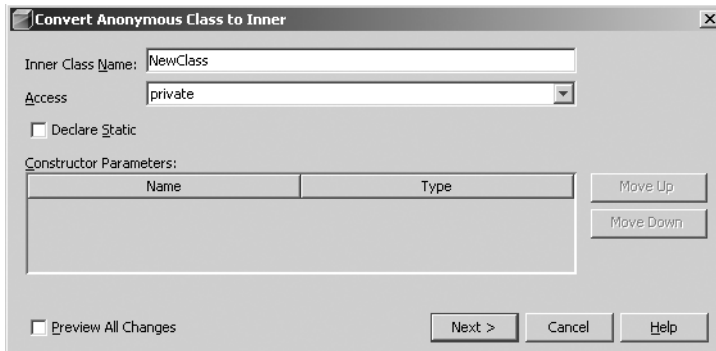 Convert Anonymous Class to Inner
Inner Class Name: NewClass
Access private
Declare Static
Constructor Parameters:
Name Type
Move Up
Move Down
Preview All Changes Next > Cancel Help